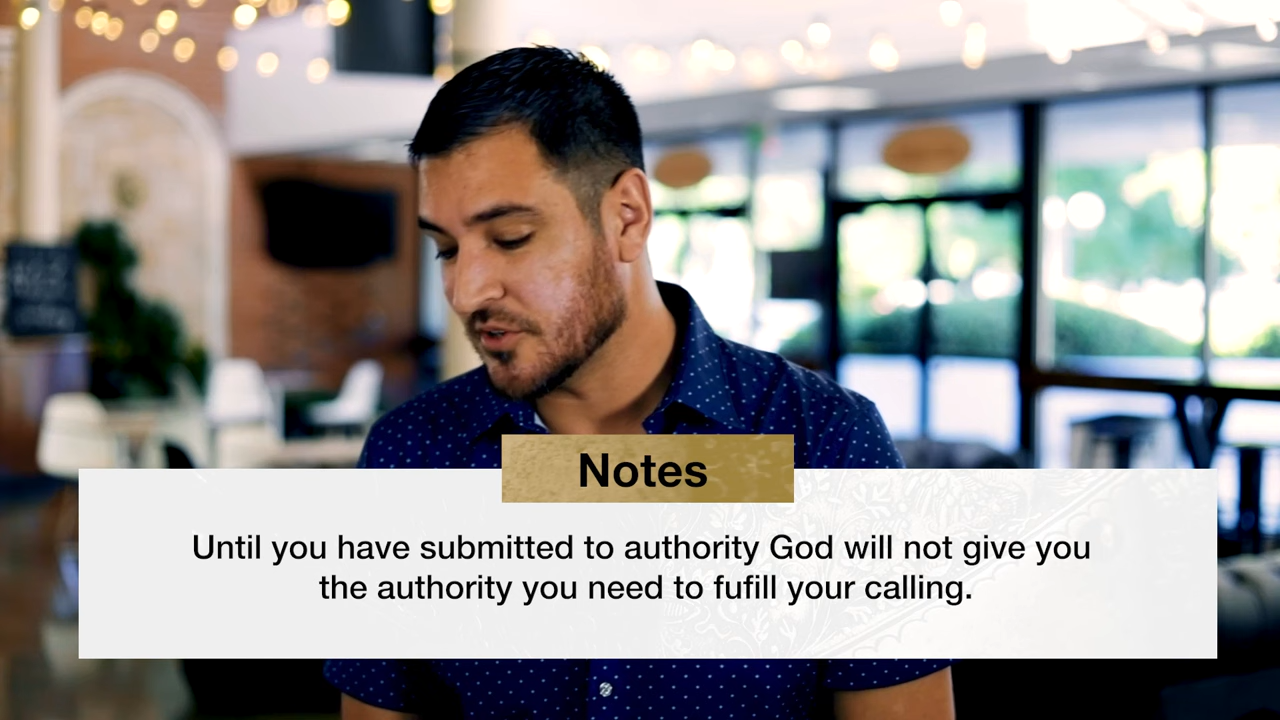 Notes
Until you have submitted to authority God will not give you
the authority you need to fufill your calling.